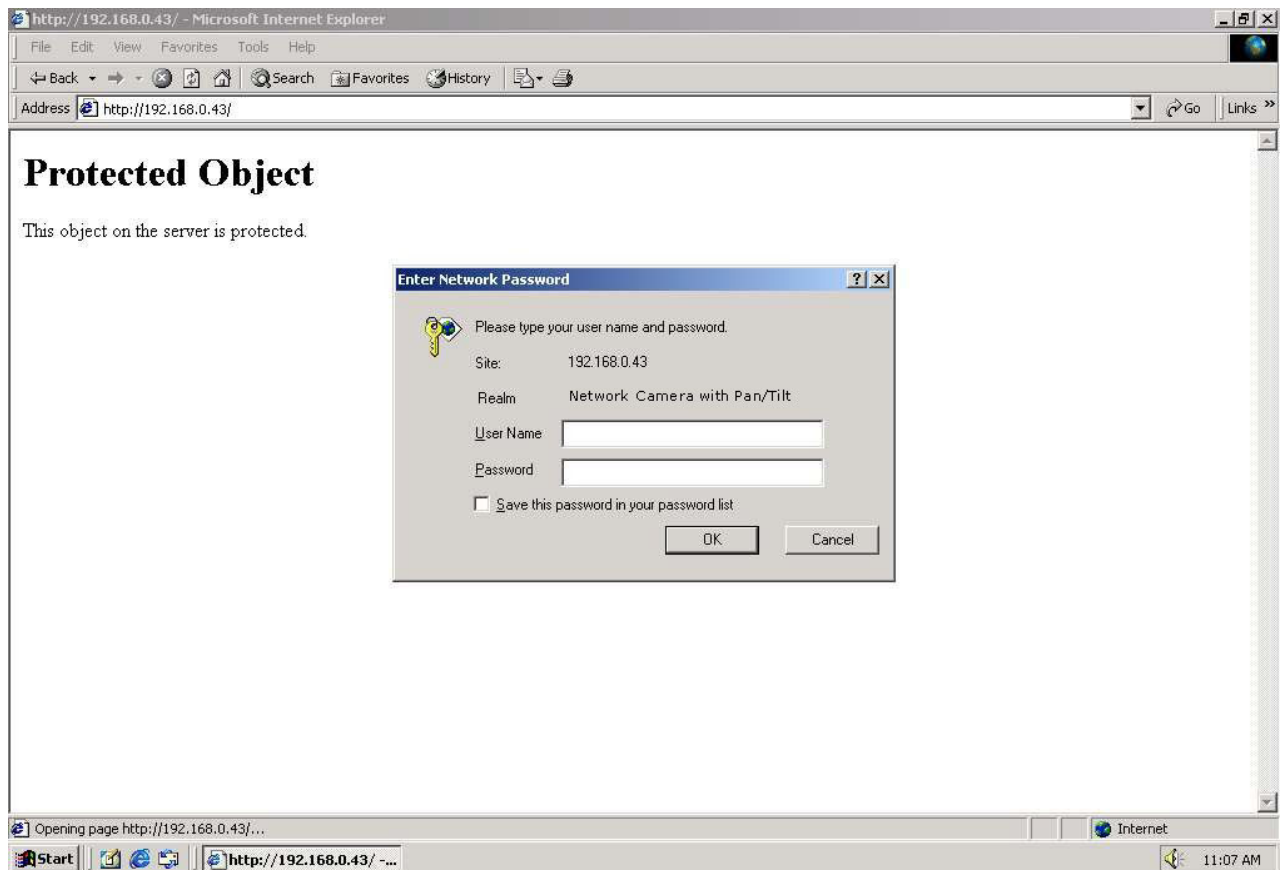 http://192.168.0.43/ - Microsoft Internet Explorer
File Edit View Favorites Tools Help
Back Search Favorites History
Address http://192.168.0.43/ Go Links »
Protected Object
This object on the server is protected.
Enter Network Password
Please type your user name and password.
Site: 192.168.0.43
Realm Network Camera with Pan/Tilt
User Name
Password
Save this password in your password list
OK Cancel
Opening page http://192.168.0.43/... Internet
Start http://192.168.0.43/ -... 11:07 AM